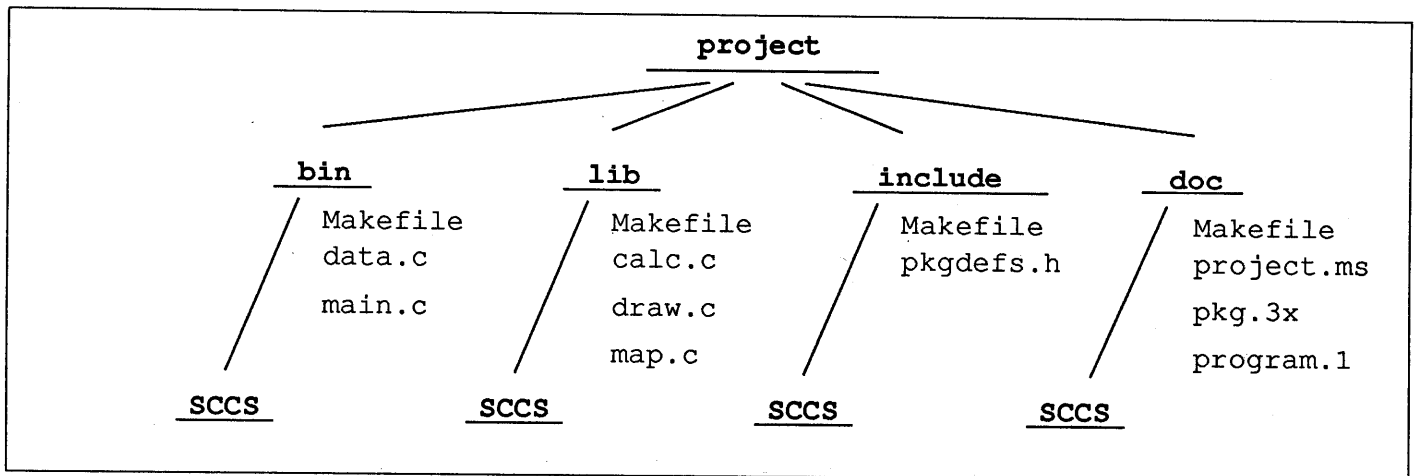 project
bin
lib
include
doc
Makefile
data.c
main.c
Makefile
calc.c
draw.c
map.c
Makefile
pkgdefs.h
Makefile
project.ms
pkg.3x
program.1
SCCS
SCCS
SCCS
SCCS